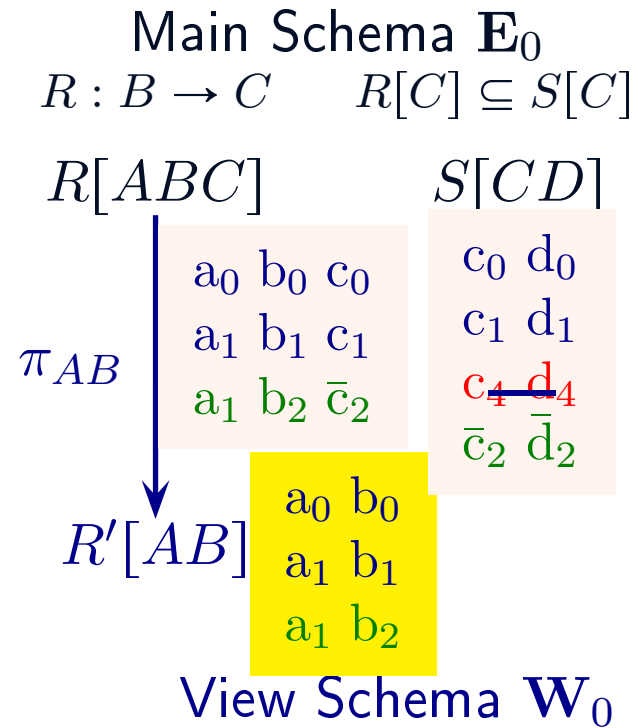 Main Schema E₀
R : B → C R[C] ⊆ S[C]
R[ABC] S[CD]
a₀ b₀ c₀ c₀ d₀
a₁ b₁ c₁ c₁ d₁
π_AB
a₁ b₂ c̄₂ c₄ d₄
c̄₂ d̄₂
a₀ b₀
R′[AB] a₁ b₁
a₁ b₂
View Schema W₀